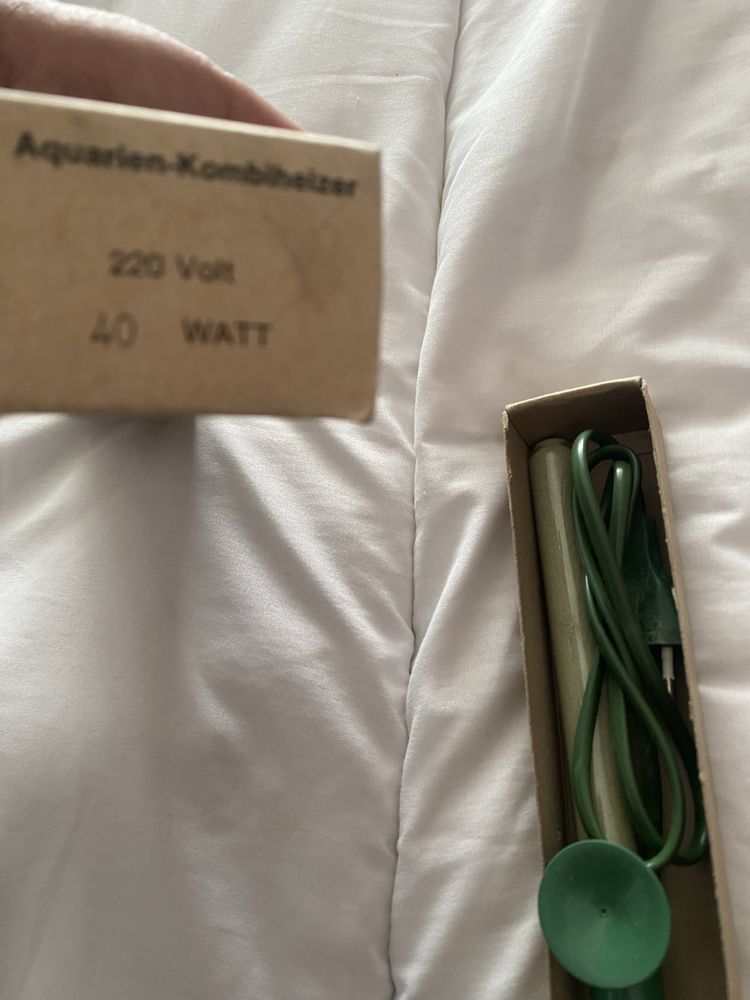 Aquarien-Kombiheizer
220 Volt
40 WATT